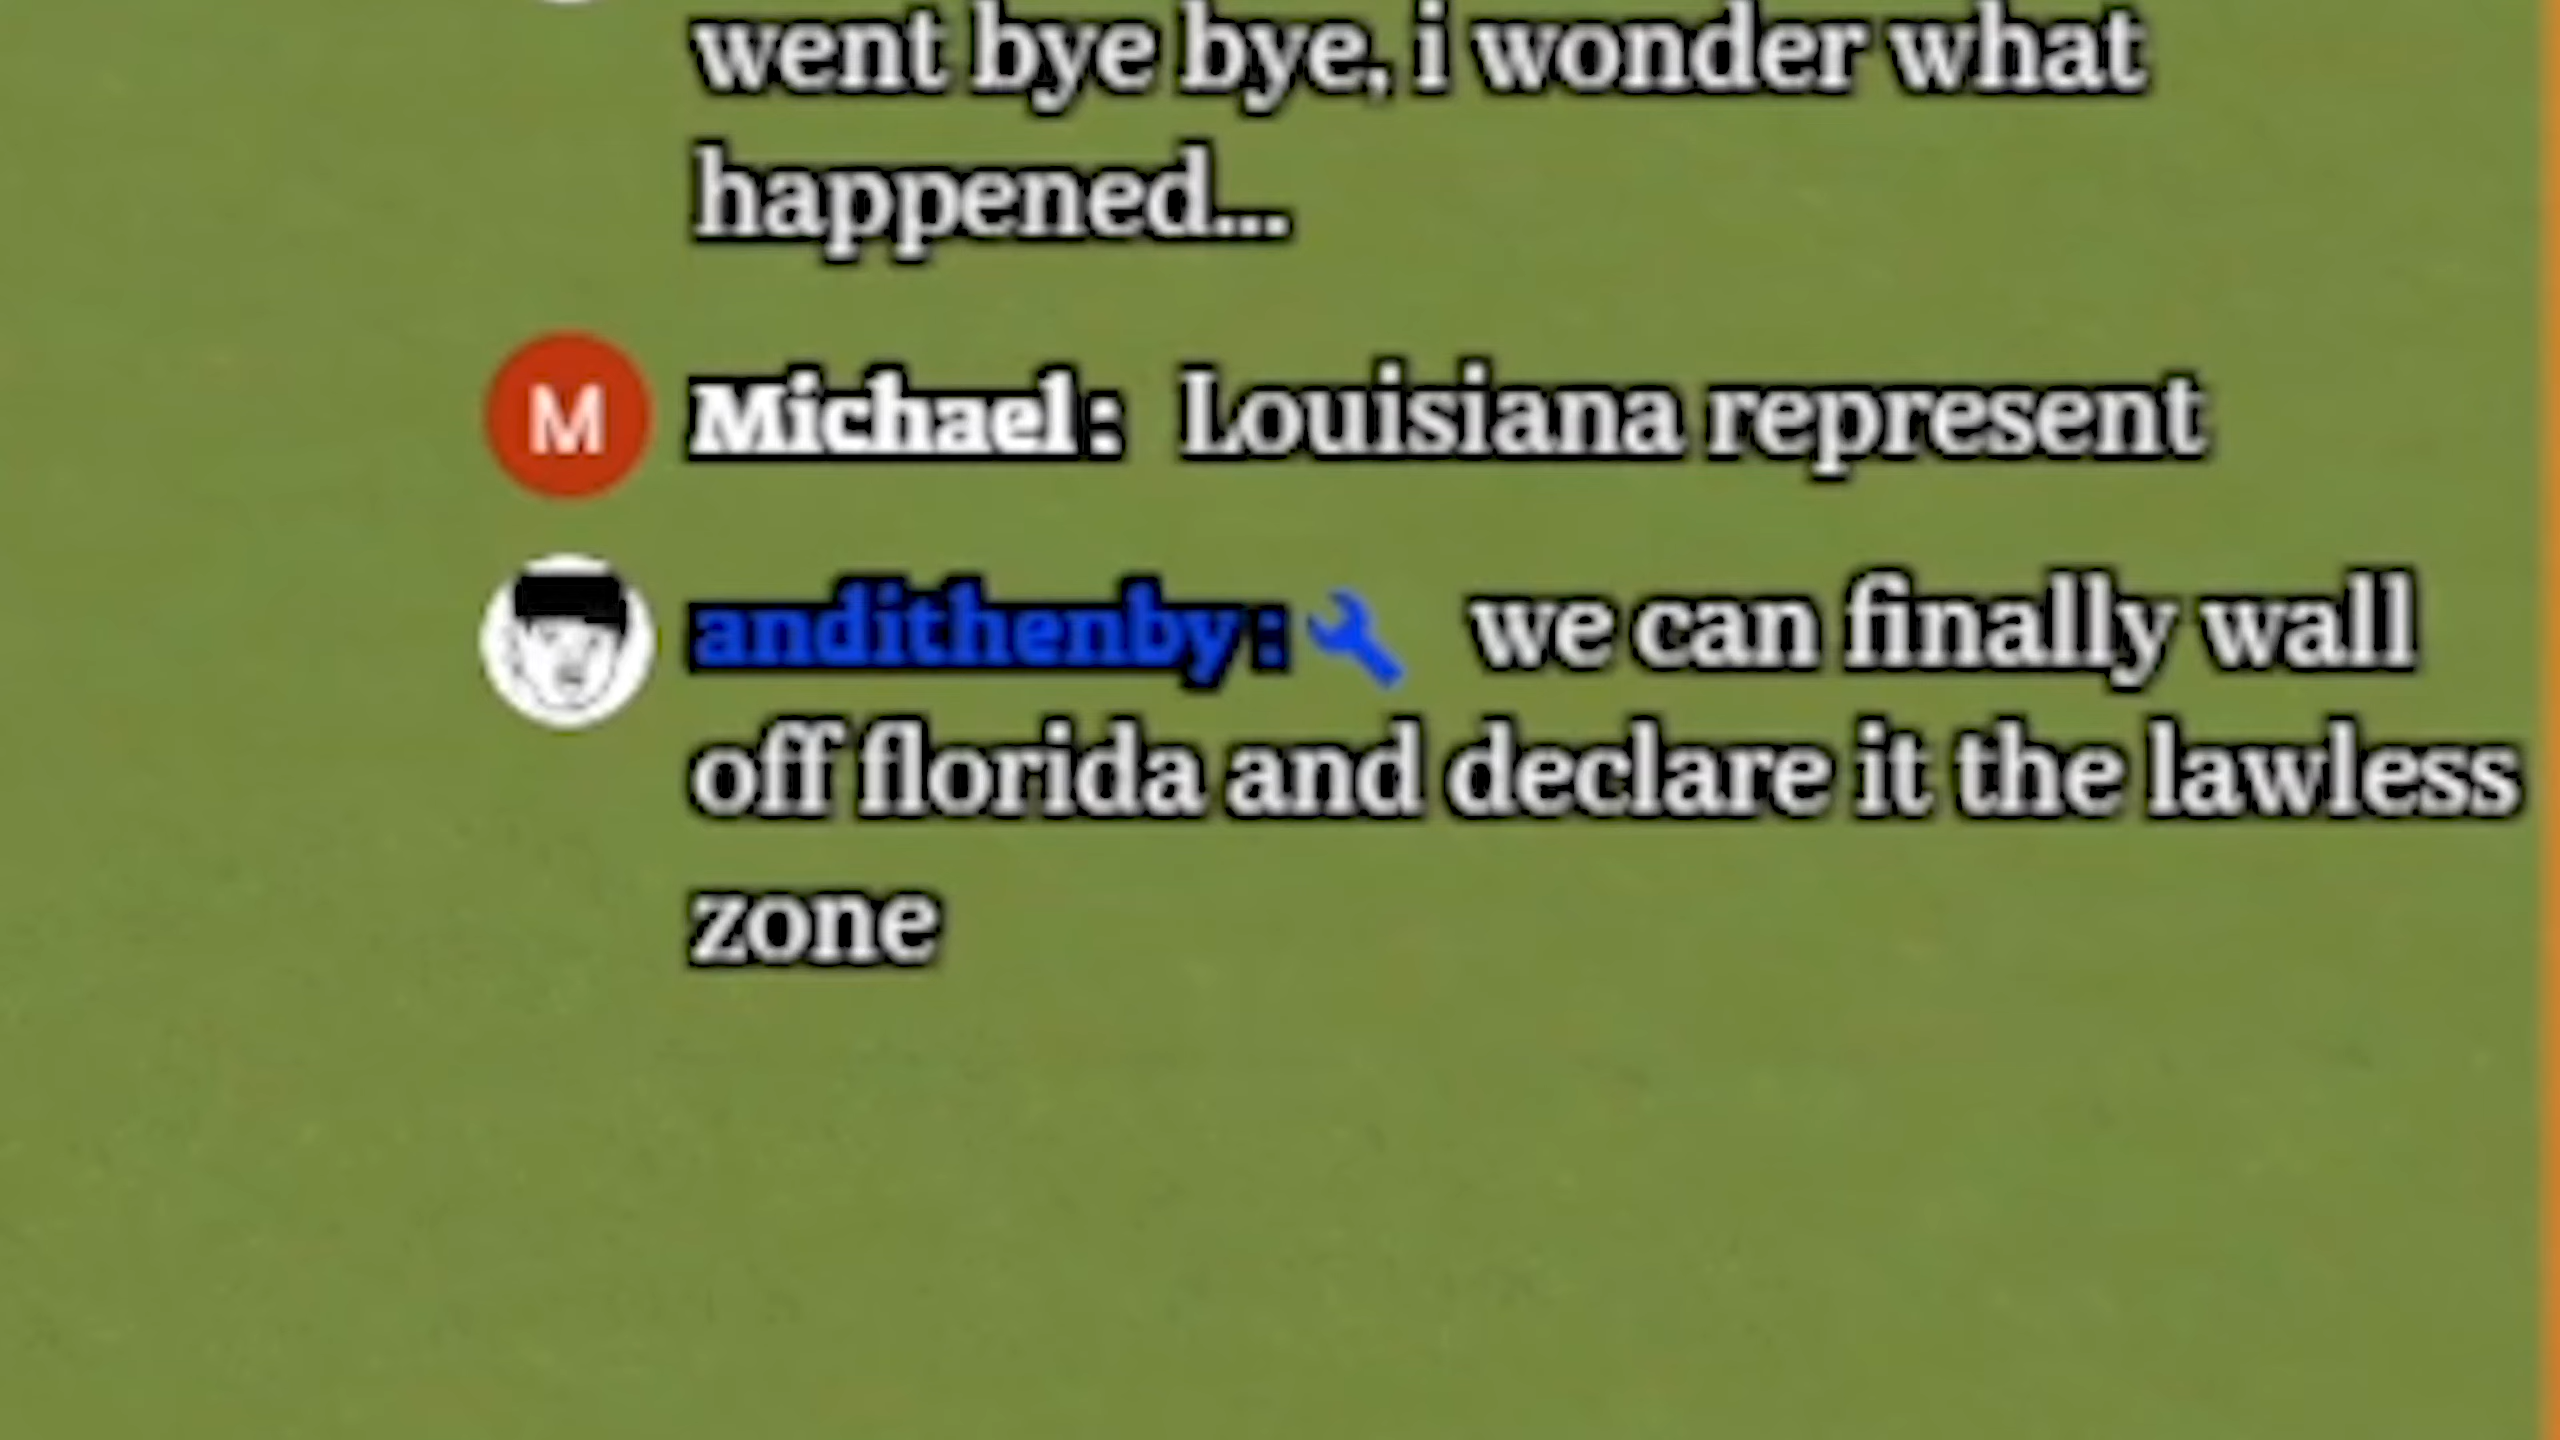 went bye bye, i wonder what
happened...
M
Michael: Louisiana represent
andithenby: we can finally wall
off florida and declare it the lawless
zone